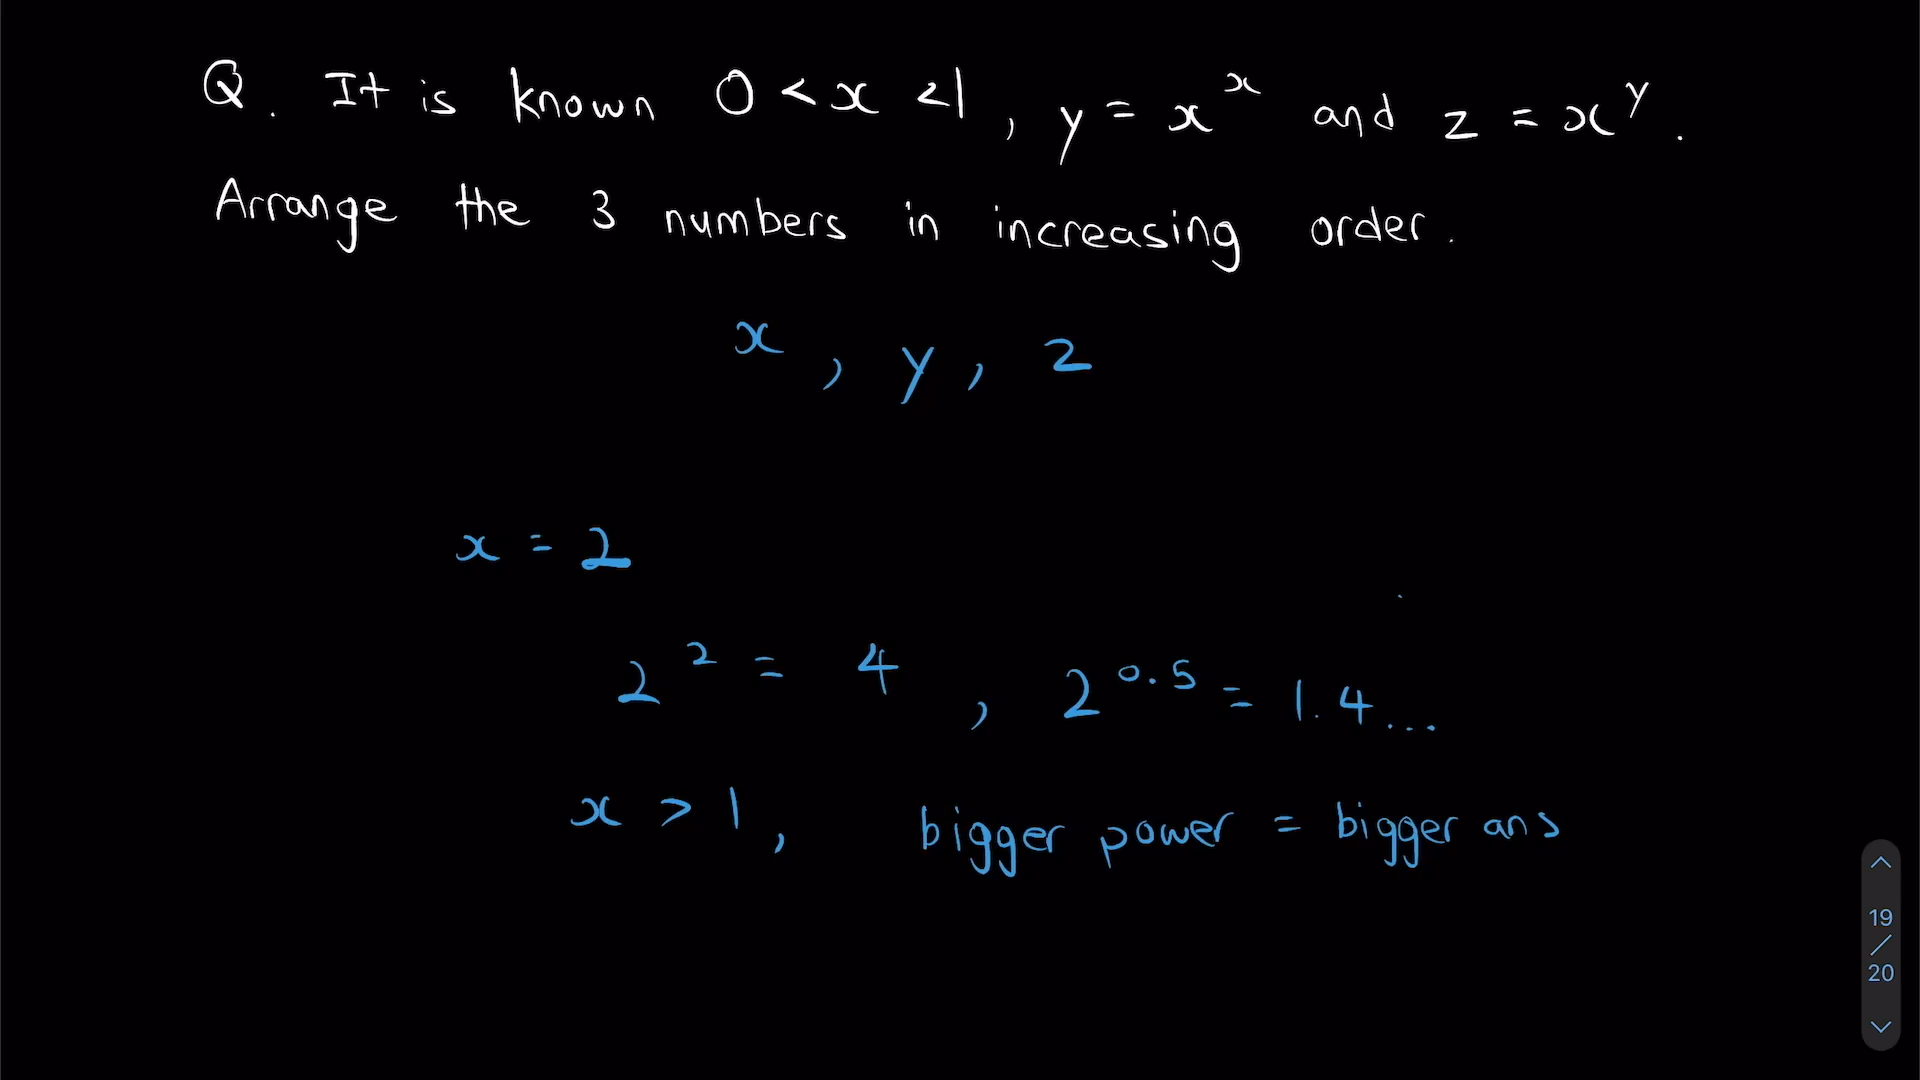 Q. It is known 0 < x < 1, y = x^x and z = x^y.
Arrange the 3 numbers in increasing order.
x, y, z
x = 2
2^2 = 4, 2^0.5 = 1.4...
x > 1, bigger power = bigger ans
19
/
20